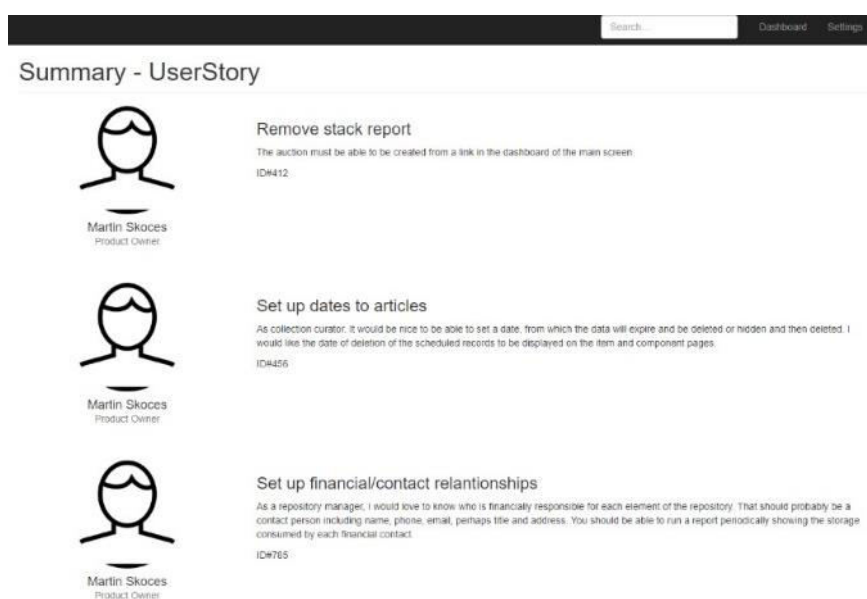 Search...
Dashboard
Settings
Summary - UserStory
Remove stack report
The auction must be able to be created from a link in the dashboard of the main screen.
ID#412
Martin Skoces
Product Owner
Set up dates to articles
As collection curator. It would be nice to be able to set a date, from which the data will expire and be deleted or hidden and then deleted. I
would like the date of deletion of the scheduled records to be displayed on the item and component pages.
ID#456
Martin Skoces
Product Owner
Set up financial/contact relantionships
As a repository manager, I would love to know who is financially responsible for each element of the repository. That should probably be a
contact person including name, phone, email, perhaps title and address. You should be able to run a report periodically showing the storage
consumed by each financial contact.
ID#785
Martin Skoces
Product Owner